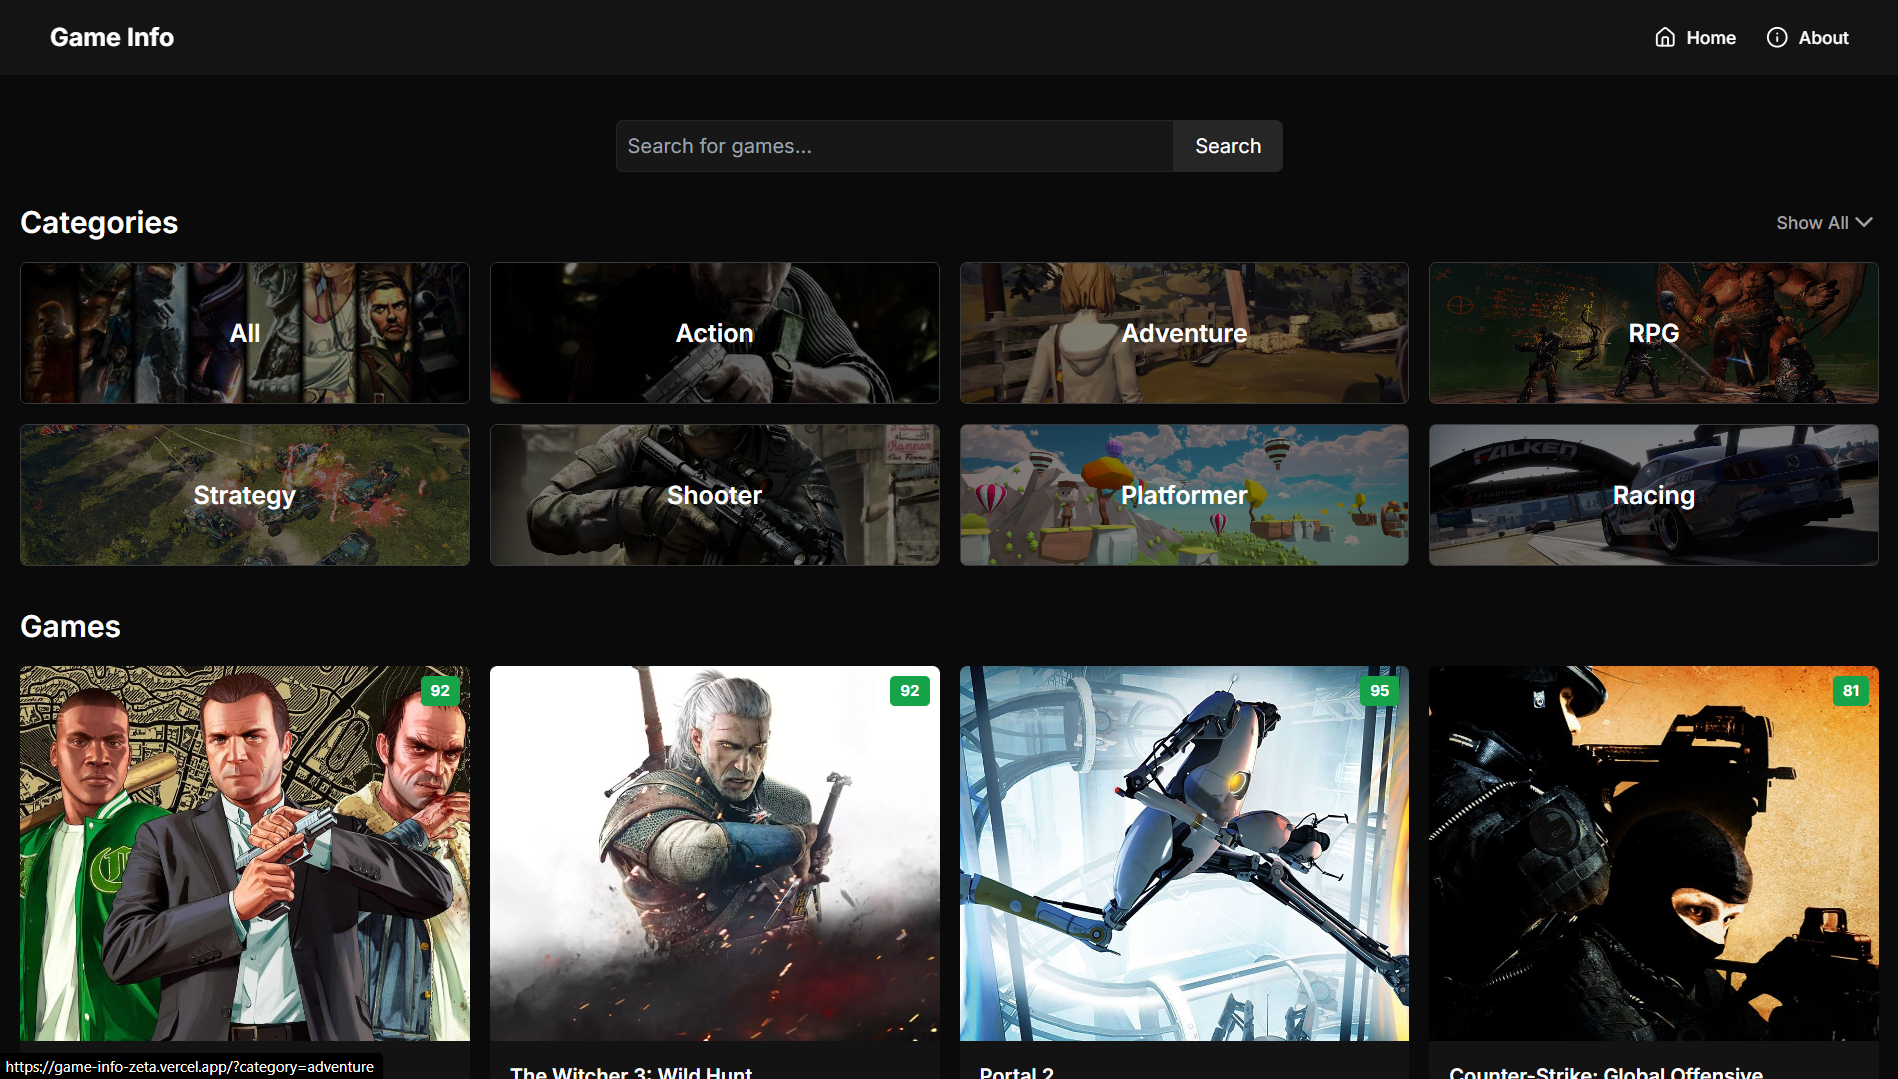 Game Info
Home
About
Search for games...
Search
Categories
Show All
All
Action
Adventure
RPG
Strategy
Shooter
Platformer
FALKEN
Racing
Games
92
92
95
81
https://game-info-zeta.vercel.app/?category=adventure
The Witcher 3: Wild Hunt
Portal 2
Counter-Strike: Global Offensive